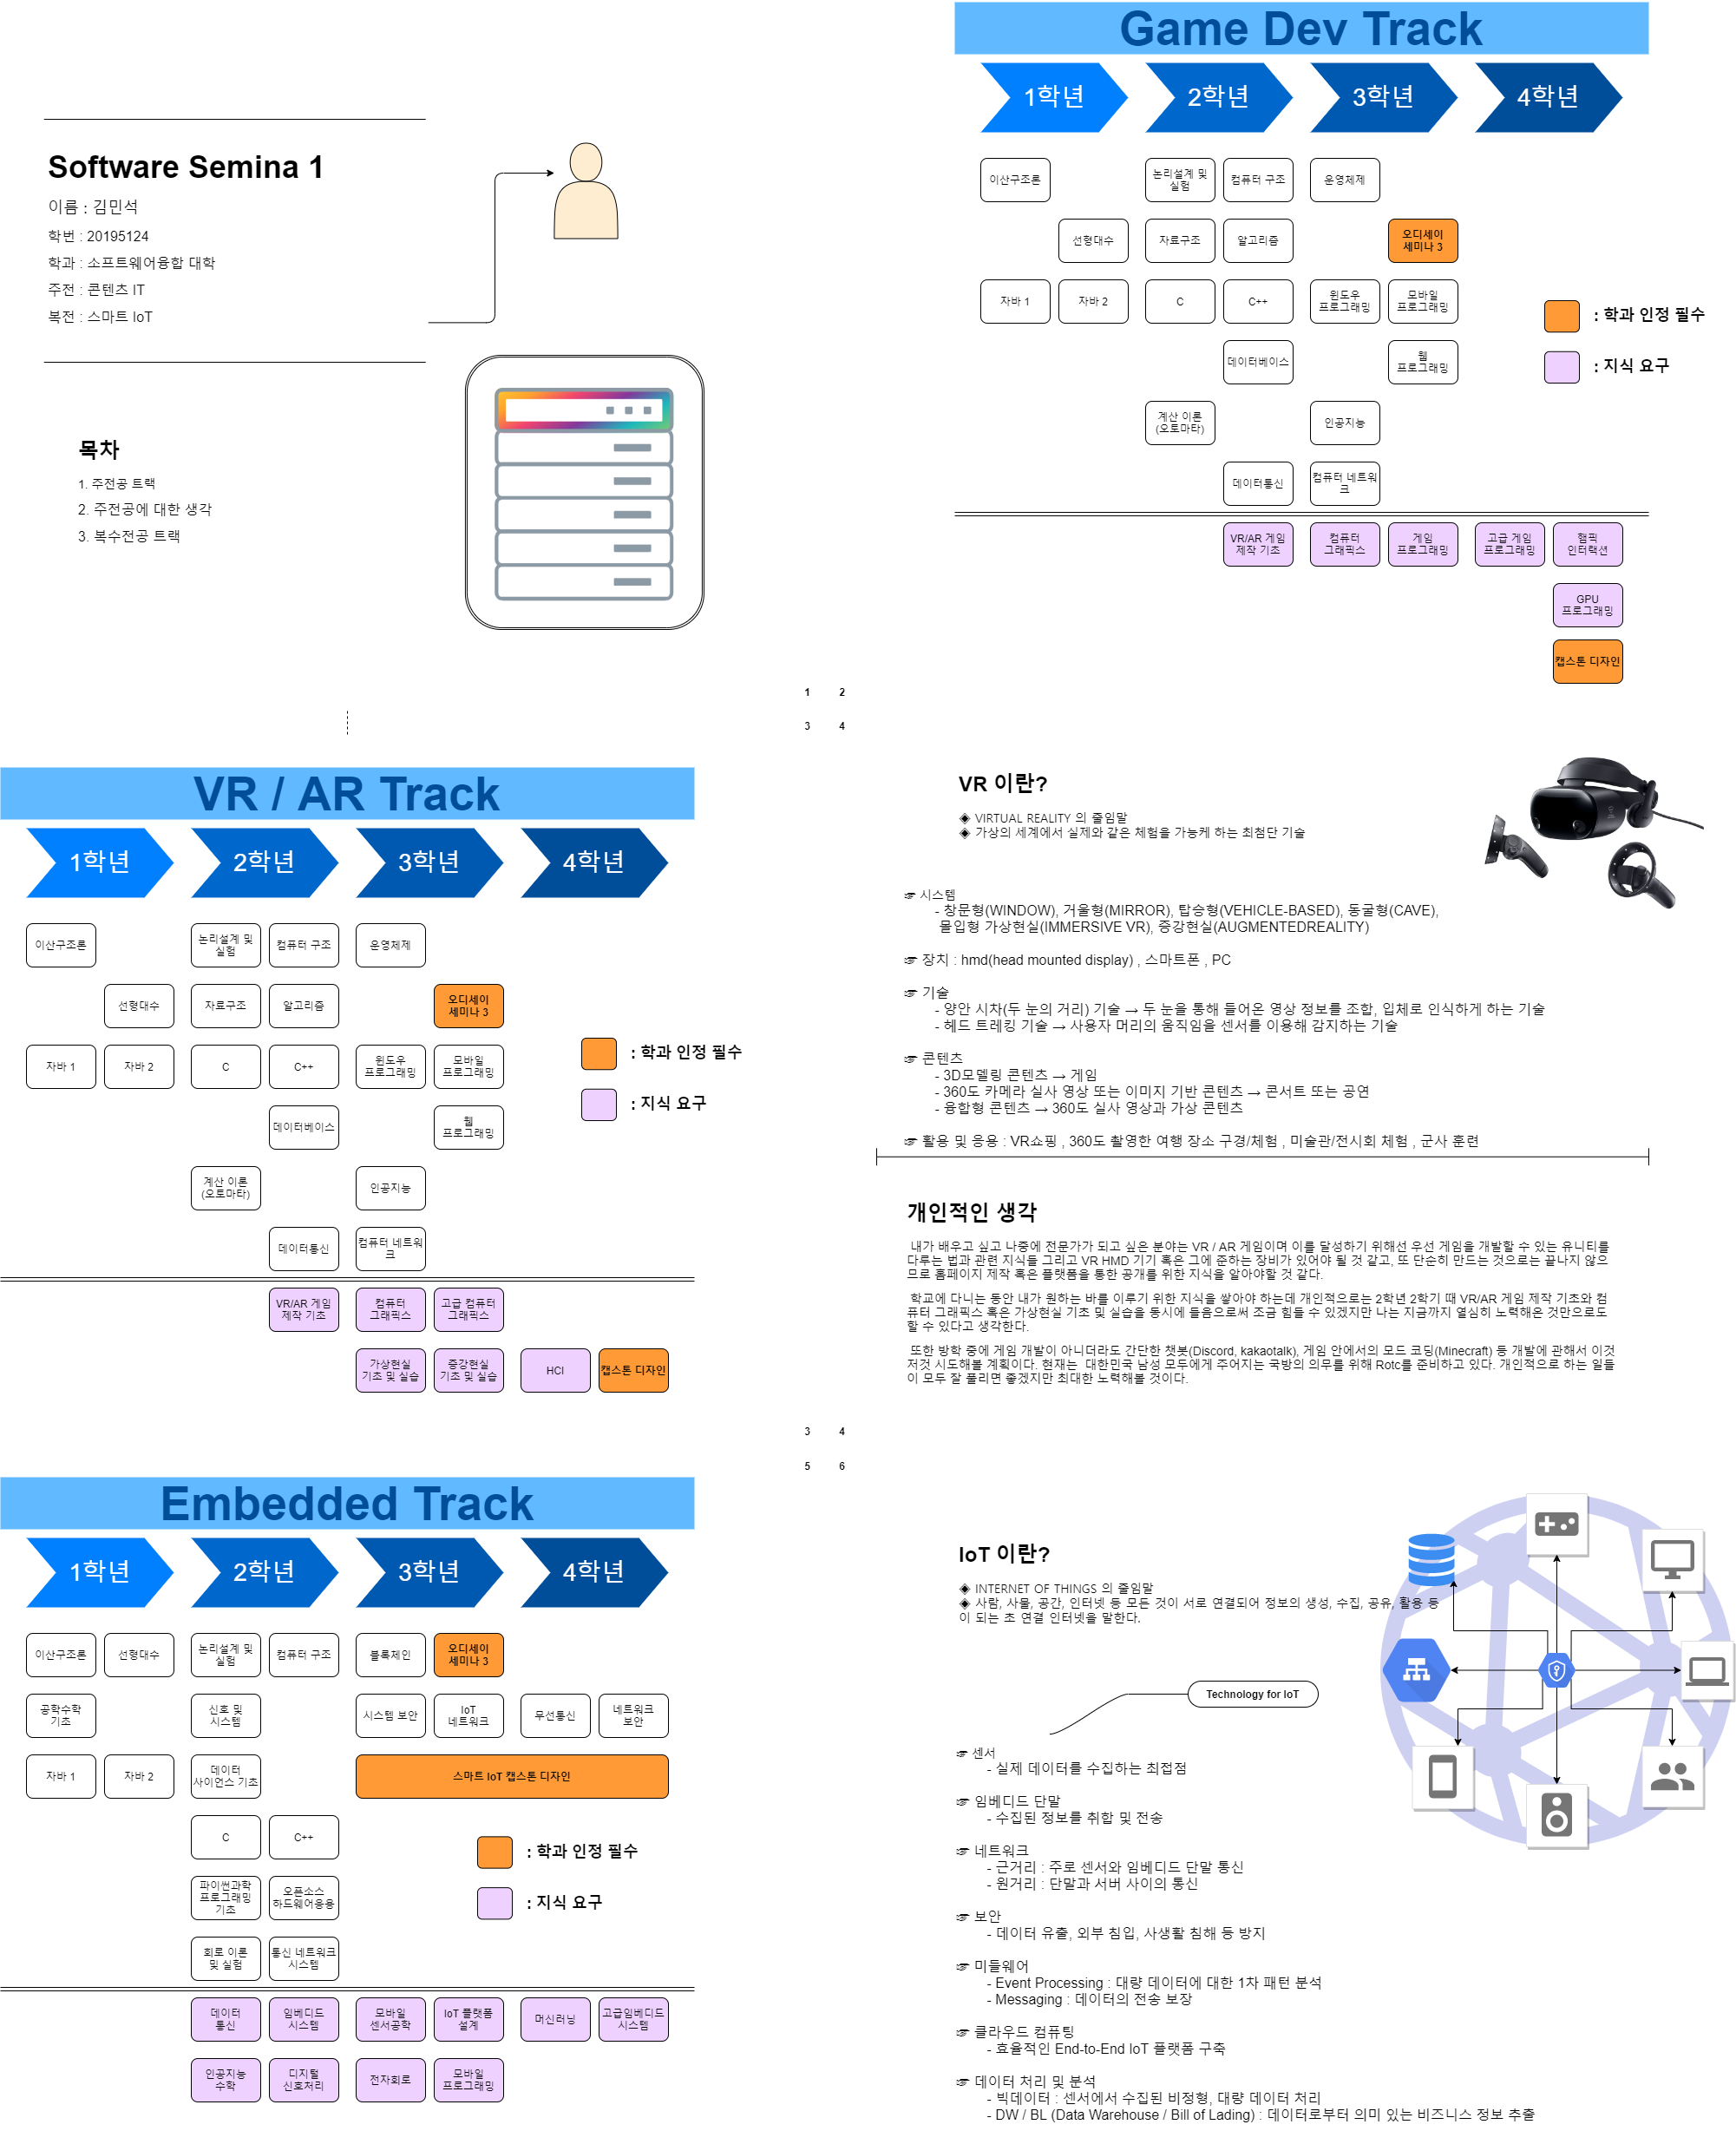 Software Semina 1
이름 : 김민석
학번 : 20195124
학과 : 소프트웨어융합 대학
주전 : 콘텐츠 IT
복전 : 스마트 IoT
목차
1. 주전공 트랙
2. 주전공에 대한 생각
3. 복수전공 트랙
Game Dev Track
1학년
2학년
3학년
4학년
이산구조론
논리설계 및
실험
컴퓨터 구조
운영체제
선형대수
자료구조
알고리즘
오디세이
세미나 3
자바 1
자바 2
C
C++
윈도우
프로그래밍
모바일
프로그래밍
: 학과 인정 필수
데이터베이스
웹
프로그래밍
: 지식 요구
계산 이론
(오토마타)
인공지능
데이터통신
컴퓨터 네트워
크
VR/AR 게임
제작 기초
컴퓨터
그래픽스
게임
프로그래밍
고급 게임
프로그래밍
햅픽
인터랙션
GPU
프로그래밍
캡스톤 디자인
1
2
3
4
VR / AR Track
1학년
2학년
3학년
4학년
이산구조론
논리설계 및
실험
컴퓨터 구조
운영체제
선형대수
자료구조
알고리즘
오디세이
세미나 3
자바 1
자바 2
C
C++
윈도우
프로그래밍
모바일
프로그래밍
: 학과 인정 필수
데이터베이스
웹
프로그래밍
: 지식 요구
계산 이론
(오토마타)
인공지능
데이터통신
컴퓨터 네트워
크
VR/AR 게임
제작 기초
컴퓨터
그래픽스
고급 컴퓨터
그래픽스
가상현실
기초 및 실습
증강현실
기초 및 실습
HCI
캡스톤 디자인
VR 이란?
◈ VIRTUAL REALITY 의 줄임말
◈ 가상의 세계에서 실제와 같은 체험을 가능케 하는 최첨단 기술
☞ 시스템
- 창문형(WINDOW), 거울형(MIRROR), 탑승형(VEHICLE-BASED), 동굴형(CAVE),
몰입형 가상현실(IMMERSIVE VR), 증강현실(AUGMENTEDREALITY)
☞ 장치 : hmd(head mounted display) , 스마트폰 , PC
☞ 기술
- 양안 시차(두 눈의 거리) 기술 → 두 눈을 통해 들어온 영상 정보를 조합, 입체로 인식하게 하는 기술
- 헤드 트레킹 기술 → 사용자 머리의 움직임을 센서를 이용해 감지하는 기술
☞ 콘텐츠
- 3D모델링 콘텐츠 → 게임
- 360도 카메라 실사 영상 또는 이미지 기반 콘텐츠 → 콘서트 또는 공연
- 융합형 콘텐츠 → 360도 실사 영상과 가상 콘텐츠
☞ 활용 및 응용 : VR쇼핑 , 360도 촬영한 여행 장소 구경/체험 , 미술관/전시회 체험 , 군사 훈련
개인적인 생각
내가 배우고 싶고 나중에 전문가가 되고 싶은 분야는 VR / AR 게임이며 이를 달성하기 위해선 우선 게임을 개발할 수 있는 유니티를
다루는 법과 관련 지식들 그리고 VR HMD 기기 혹은 그에 준하는 장비가 있어야 될 것 같고, 또 단순히 만드는 것으로는 끝나지 않으
므로 홈페이지 제작 혹은 플랫폼을 통한 공개를 위한 지식을 알아야할 것 같다.
학교에 다니는 동안 내가 원하는 바를 이루기 위한 지식을 쌓아야 하는데 개인적으로는 2학년 2학기 때 VR/AR 게임 제작 기초와 컴
퓨터 그래픽스 혹은 가상현실 기초 및 실습을 동시에 들음으로써 조금 힘들 수 있겠지만 나는 지금까지 열심히 노력해온 것만으로도
할 수 있다고 생각한다.
또한 방학 중에 게임 개발이 아니더라도 간단한 챗봇(Discord, kakaotalk), 게임 안에서의 모드 코딩(Minecraft) 등 개발에 관해서 이것
저것 시도해볼 계획이다. 현재는 대한민국 남성 모두에게 주어지는 국방의 의무를 위해 Rotc를 준비하고 있다. 개인적으로 하는 일들
이 모두 잘 풀리면 좋겠지만 최대한 노력해볼 것이다.
3
4
5
6
Embedded Track
1학년
2학년
3학년
4학년
이산구조론
선형대수
논리설계 및
실험
컴퓨터 구조
블록체인
오디세이
세미나 3
공학수학
기초
신호 및
시스템
시스템 보안
IoT
네트워크
무선통신
네트워크
보안
자바 1
자바 2
데이터
사이언스 기초
스마트 IoT 캡스톤 디자인
C
C++
: 학과 인정 필수
파이썬과학
프로그래밍
기초
오픈소스
하드웨어응용
: 지식 요구
회로 이론
및 실험
통신 네트워크
시스템
데이터
통신
임베디드
시스템
모바일
센서공학
IoT 플랫폼
설계
머신러닝
고급임베디드
시스템
인공지능
수학
디지털
신호처리
전자회로
모바일
프로그래밍
IoT 이란?
◈ INTERNET OF THINGS 의 줄임말
◈ 사람, 사물, 공간, 인터넷 등 모든 것이 서로 연결되어 정보의 생성, 수집, 공유, 활용 등
이 되는 초 연결 인터넷을 말한다.
Technology for IoT
☞ 센서
- 실제 데이터를 수집하는 최접점
☞ 임베디드 단말
- 수집된 정보를 취합 및 전송
☞ 네트워크
- 근거리 : 주로 센서와 임베디드 단말 통신
- 원거리 : 단말과 서버 사이의 통신
☞ 보안
- 데이터 유출, 외부 침입, 사생활 침해 등 방지
☞ 미들웨어
- Event Processing : 대량 데이터에 대한 1차 패턴 분석
- Messaging : 데이터의 전송 보장
☞ 클라우드 컴퓨팅
- 효율적인 End-to-End IoT 플랫폼 구축
☞ 데이터 처리 및 분석
- 빅데이터 : 센서에서 수집된 비정형, 대량 데이터 처리
- DW / BL (Data Warehouse / Bill of Lading) : 데이터로부터 의미 있는 비즈니스 정보 추출